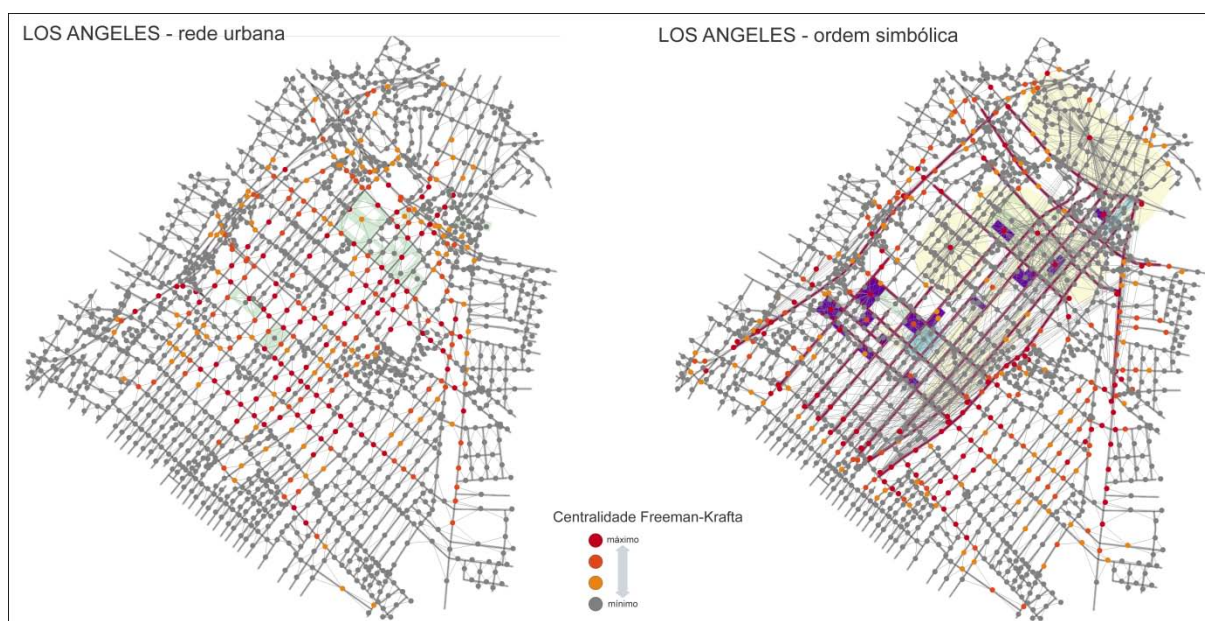 LOS ANGELES - rede urbana
LOS ANGELES - ordem simbólica
Centralidade Freeman-Krafta
máximo
mínimo